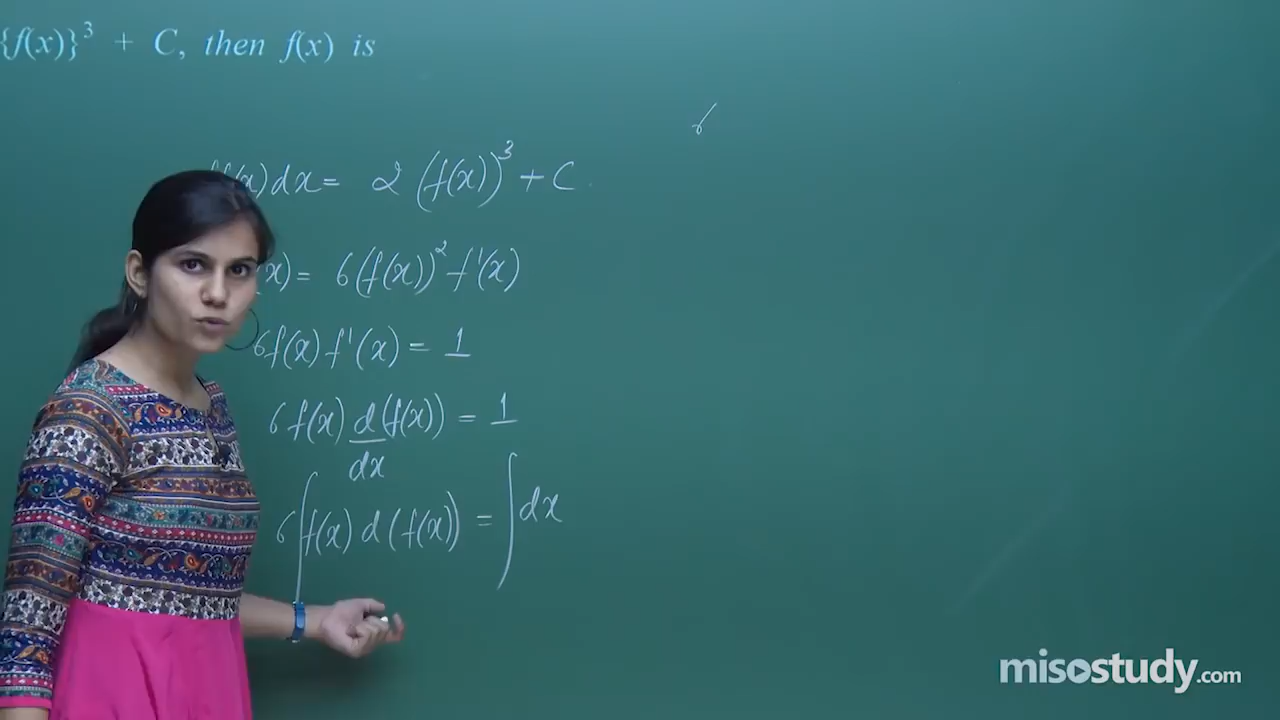 {f(x)}³ + C, then f(x) is
f(x)dx = 2 (f(x))³ + C.
(x) = 6(f(x))² f'(x)
6f(x) f'(x) = 1
6 f(x) d/dx (f(x)) = 1
6 ∫ f(x) d (f(x)) = ∫ dx
misostudy.com